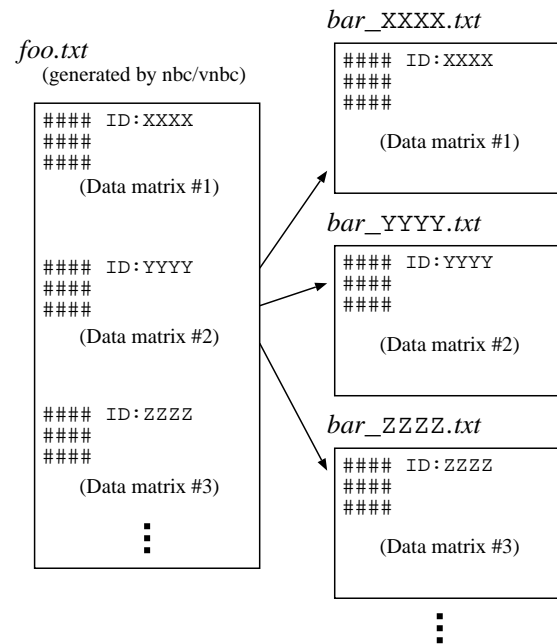 foo.txt
(generated by nbc/vnbc)
#### ID:XXXX
####
####
(Data matrix #1)
#### ID:YYYY
####
####
(Data matrix #2)
#### ID:ZZZZ
####
####
(Data matrix #3)
bar_XXXX.txt
#### ID:XXXX
####
####
(Data matrix #1)
bar_YYYY.txt
#### ID:YYYY
####
####
(Data matrix #2)
bar_ZZZZ.txt
#### ID:ZZZZ
####
####
(Data matrix #3)